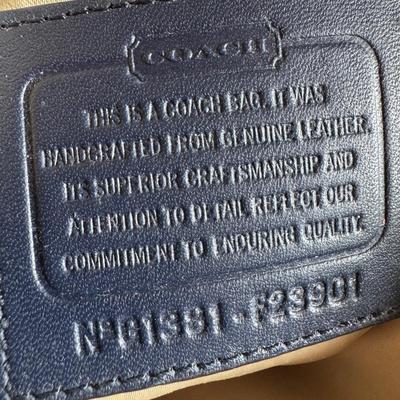 COACH
THIS IS A COACH BAG. IT WAS
HANDCRAFTED FROM GENUINE LEATHER.
ITS SUPERIOR CRAFTSMANSHIP AND
ATTENTION TO DETAIL REFLECT OUR
COMMITMENT TO ENDURING QUALITY.
Nº G1381-F23901